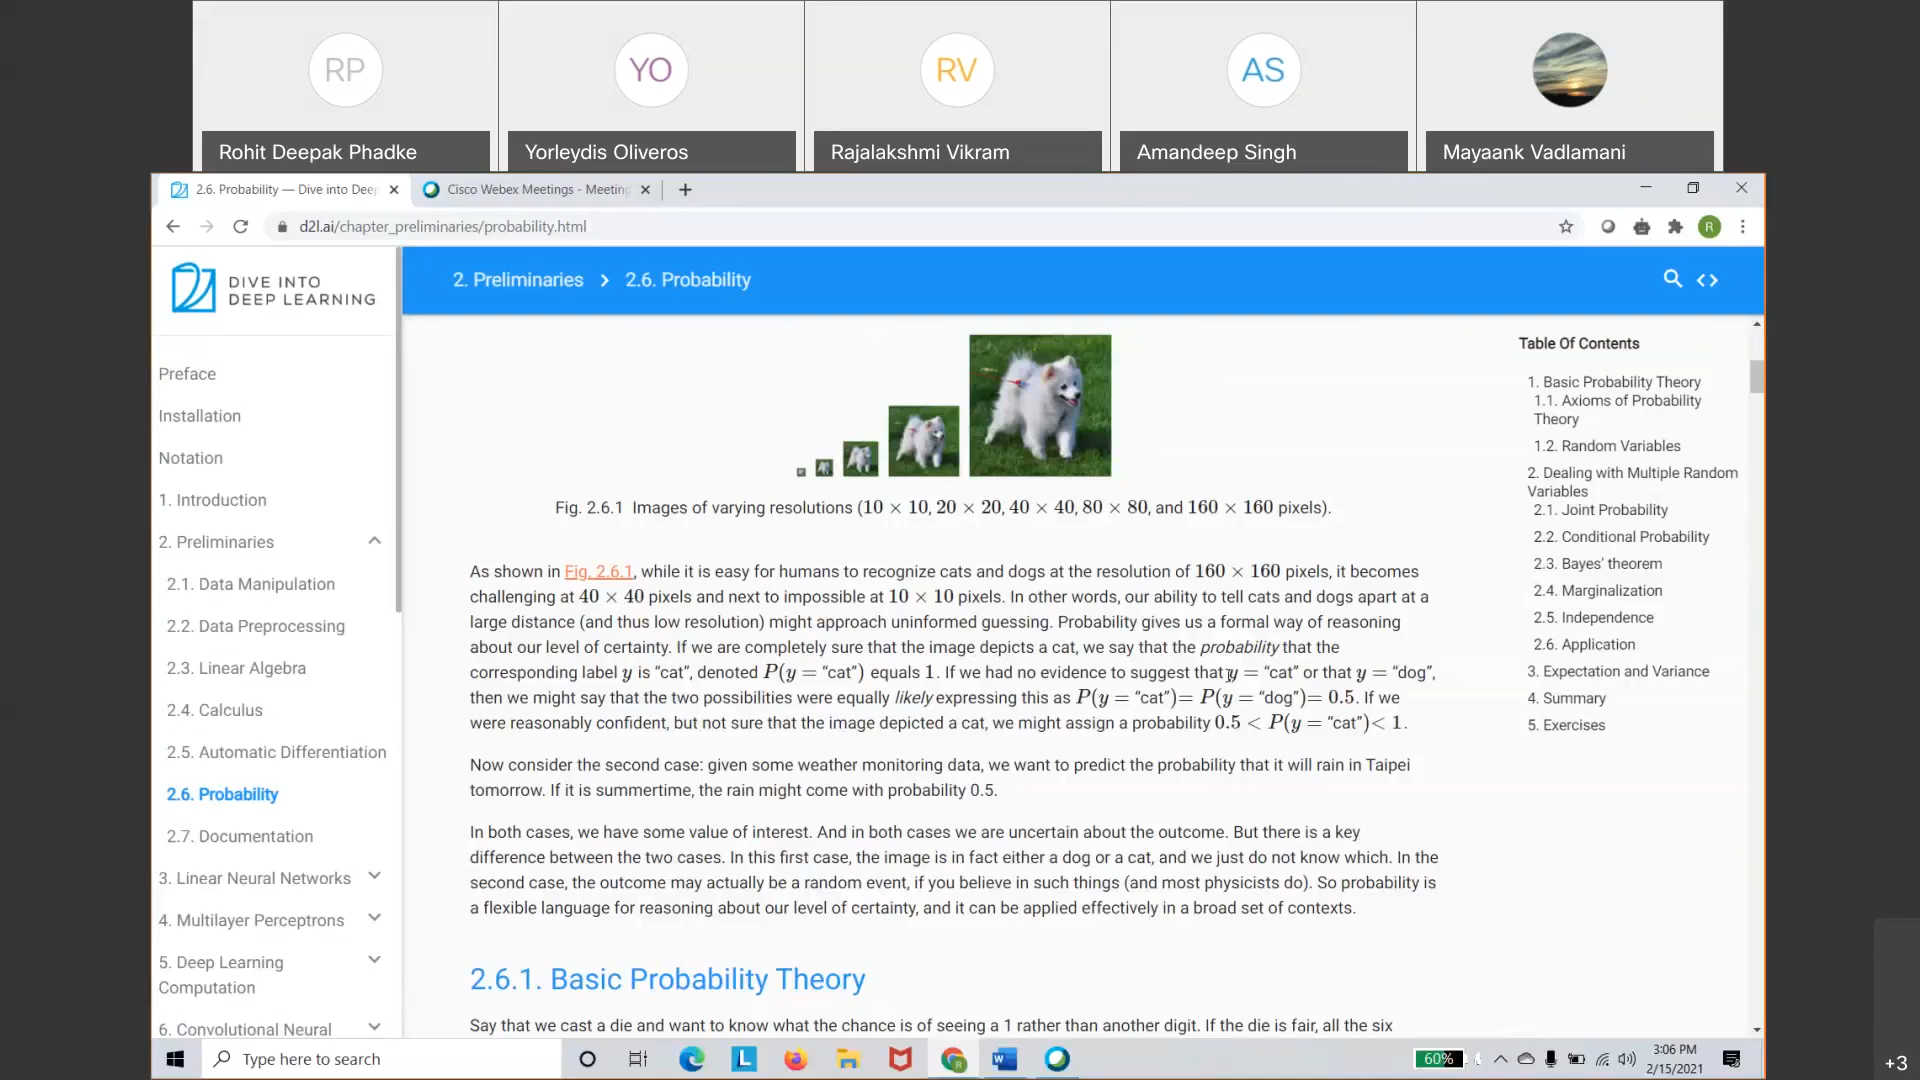 RP
YO
RV
AS
Rohit Deepak Phadke
Yorleydis Oliveros
Rajalakshmi Vikram
Amandeep Singh
Mayaank Vadlamani
2.6. Probability — Dive into Deep
Cisco Webex Meetings - Meeting
d2l.ai/chapter_preliminaries/probability.html
R
DIVE INTO
DEEP LEARNING
2. Preliminaries > 2.6. Probability
Preface
Installation
Notation
1. Introduction
2. Preliminaries
2.1. Data Manipulation
2.2. Data Preprocessing
2.3. Linear Algebra
2.4. Calculus
2.5. Automatic Differentiation
2.6. Probability
2.7. Documentation
3. Linear Neural Networks
4. Multilayer Perceptrons
5. Deep Learning
Computation
6. Convolutional Neural
Fig. 2.6.1 Images of varying resolutions (10 × 10, 20 × 20, 40 × 40, 80 × 80, and 160 × 160 pixels).
As shown in Fig. 2.6.1, while it is easy for humans to recognize cats and dogs at the resolution of 160 × 160 pixels, it becomes
challenging at 40 × 40 pixels and next to impossible at 10 × 10 pixels. In other words, our ability to tell cats and dogs apart at a
large distance (and thus low resolution) might approach uninformed guessing. Probability gives us a formal way of reasoning
about our level of certainty. If we are completely sure that the image depicts a cat, we say that the probability that the
corresponding label y is “cat”, denoted P(y = “cat”) equals 1. If we had no evidence to suggest that y = “cat” or that y = “dog”,
then we might say that the two possibilities were equally likely expressing this as P(y = “cat”)= P(y = “dog”)= 0.5. If we
were reasonably confident, but not sure that the image depicted a cat, we might assign a probability 0.5 < P(y = “cat”)< 1.
Now consider the second case: given some weather monitoring data, we want to predict the probability that it will rain in Taipei
tomorrow. If it is summertime, the rain might come with probability 0.5.
In both cases, we have some value of interest. And in both cases we are uncertain about the outcome. But there is a key
difference between the two cases. In this first case, the image is in fact either a dog or a cat, and we just do not know which. In the
second case, the outcome may actually be a random event, if you believe in such things (and most physicists do). So probability is
a flexible language for reasoning about our level of certainty, and it can be applied effectively in a broad set of contexts.
2.6.1. Basic Probability Theory
Say that we cast a die and want to know what the chance is of seeing a 1 rather than another digit. If the die is fair, all the six
Table Of Contents
1. Basic Probability Theory
1.1. Axioms of Probability
Theory
1.2. Random Variables
2. Dealing with Multiple Random
Variables
2.1. Joint Probability
2.2. Conditional Probability
2.3. Bayes’ theorem
2.4. Marginalization
2.5. Independence
2.6. Application
3. Expectation and Variance
4. Summary
5. Exercises
Type here to search
L
W
60%
3:06 PM
2/15/2021
+3